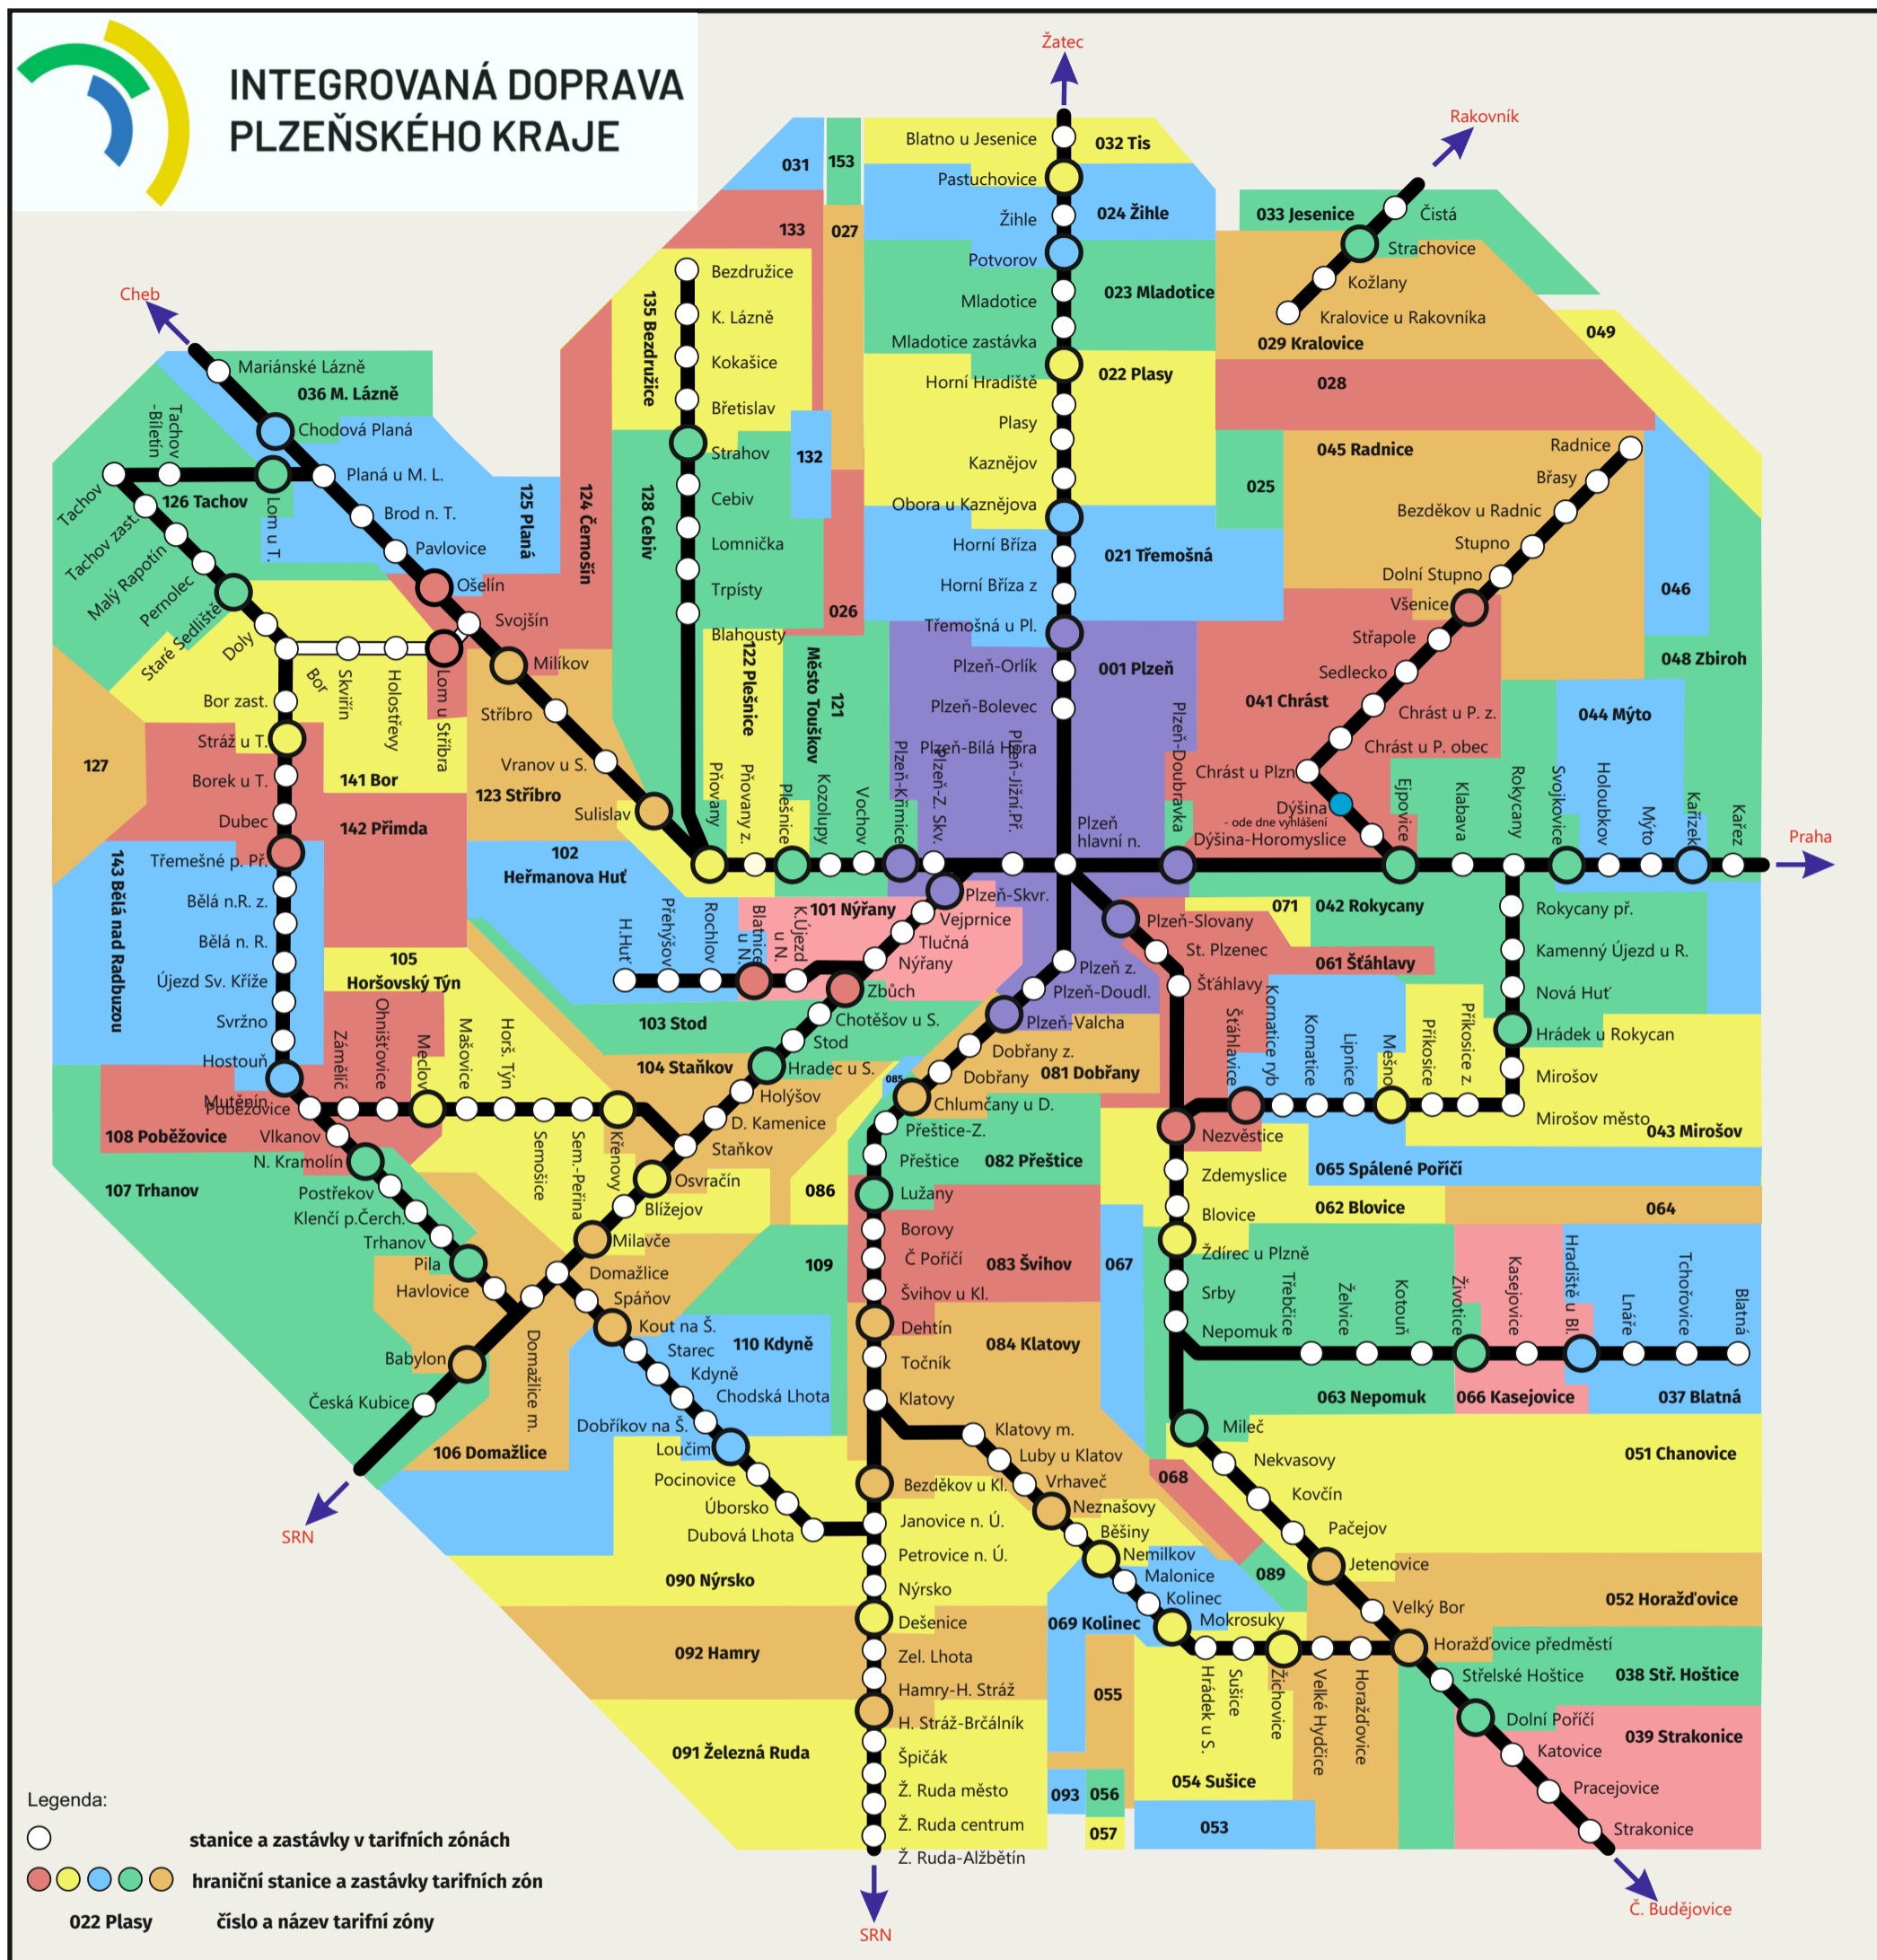 INTEGROVANÁ DOPRAVA
PLZEŇSKÉHO KRAJE
Žatec
Rakovník
Cheb
Praha
SRN
SRN
Č. Budějovice
Blatno u Jesenice
032 Tis
Pastuchovice
024 Žihle
Žihle
Potvorov
Mladotice
023 Mladotice
Mladotice zastávka
Horní Hradiště
022 Plasy
Plasy
Kaznějov
Obora u Kaznějova
Horní Bříza
021 Třemošná
Horní Bříza z
Třemošná u Pl.
Plzeň-Orlík
001 Plzeň
Plzeň-Bolevec
Plzeň-Bílá Hora
031
153
133
027
033 Jesenice
Čistá
Strachovice
Kožlany
Kralovice u Rakovníka
029 Kralovice
049
028
025
045 Radnice
Radnice
Břasy
Bezděkov u Radnic
Stupno
Dolní Stupno
Všenice
Střapole
Sedlecko
041 Chrást
Chrást u P. z.
Chrást u P. obec
Chrást u Plzn
Dýšina
- ode dne vyhlášení
Dýšina-Horomyslice
046
048 Zbiroh
044 Mýto
Bezdružice
K. Lázně
Kokašice
Břetislav
135 Bezdružice
Strahov
Cebiv
Lomnička
Trpísty
Blahousty
128 Cebiv
132
026
124 Černošín
125 Planá
Mariánské Lázně
036 M. Lázně
Chodová Planá
Planá u M. L.
Brod n. T.
Pavlovice
Ošelín
Svojšín
Milíkov
Stříbro
Vranov u S.
123 Stříbro
Sulislav
Tachov
-Bíletín
126 Tachov
Lom u T.
Tachov
Tachov zast.
Malý Rapotín
Pernolec
Staré Sedliště
Doly
Bor
Skviřín
Holostřevy
Lom u Stříbra
Bor zast.
Stráž u T.
127
141 Bor
Borek u T.
142 Přimda
Dubec
Třemešné p. Př.
Bělá n.R. z.
Bělá n. R.
143 Bělá nad Radbuzou
Újezd Sv. Kříže
Svržno
Hostouň
Mutěnín
Poběžovice
108 Poběžovice
Vlkanov
N. Kramolín
Postřekov
Klenčí p.Čerch.
Trhanov
Pila
Havlovice
107 Trhanov
Babylon
Česká Kubice
Domažlice m.
106 Domažlice
Pňovany
Pňovany z.
Plešnice
122 Plešnice
121
Město Touškov
Kozolupy
Vochov
Plzeň-Křimice
Plzeň-Z. Skv.
Plzeň-Jižní.Př.
Plzeň
hlavní n.
Plzeň-Doubravka
Ejpovice
Klabava
Rokycany
Svojkovice
Holoubkov
Mýto
Kařízek
Kařez
102
Heřmanova Huť
H.Huť
Přehýšov
Rochlov
Blatnice
u N.
K.Újezd
u N.
101 Nýřany
Plzeň-Skvr.
Vejprnice
Tlučná
Nýřany
Zbůch
Chotěšov u S.
Stod
103 Stod
Hradec u S.
104 Staňkov
Holýšov
D. Kamenice
Staňkov
Osvračín
Blížejov
Milavče
Domažlice
105
Horšovský Týn
Zámělíč
Ohnišťovice
Meclov
Mašovice
Horš. Týn
Semošice
Sem.-Peřina
Křenovy
Spáňov
Kout na Š.
Starec
Kdyně
Chodská Lhota
110 Kdyně
Dobříkov na Š.
Loučim
Pocinovice
Úborsko
Dubová Lhota
109
086
085
Plzeň z.
Plzeň-Doudl.
Plzeň-Valcha
Dobřany z.
Dobřany
081 Dobřany
Chlumčany u D.
Přeštice-Z.
Přeštice
082 Přeštice
Lužany
Borovy
Č Poříčí
083 Švihov
Švihov u Kl.
Dehtín
Točník
084 Klatovy
Klatovy
Klatovy m.
Luby u Klatov
Vrhaveč
Neznašovy
Běšiny
Nemilkov
Malonice
Kolinec
069 Kolinec
Mokrosuky
Hrádek u S.
Sušice
Žichovice
Velké Hydčice
Horažďovice
Bezděkov u Kl.
Janovice n. Ú.
Petrovice n. Ú.
Nýrsko
090 Nýrsko
Dešenice
092 Hamry
Zel. Lhota
Hamry-H. Stráž
H. Stráž-Brčálník
091 Železná Ruda
Špičák
Ž. Ruda město
Ž. Ruda centrum
Ž. Ruda-Alžbětín
055
093
056
057
053
054 Sušice
067
068
089
071
042 Rokycany
Plzeň-Slovany
St. Plzenec
Šťáhlavy
061 Šťáhlavy
Šťáhlavice
Kornatice ryb
Kornatice
Lipnice
Mešno
Příkosice
Příkosice z.
Rokycany př.
Kamenný Újezd u R.
Nová Huť
Hrádek u Rokycan
Mirošov
Mirošov město
043 Mirošov
Nezvěstice
065 Spálené Poříčí
Zdemyslice
Blovice
062 Blovice
064
Ždírec u Plzně
Srby
Nepomuk
Třebčice
Želvice
Kotouň
Životice
Kasejovice
Hradiště u Bl.
Lnáře
Tchořovice
Blatná
063 Nepomuk
066 Kasejovice
037 Blatná
Mileč
Nekvasovy
051 Chanovice
Kovčín
Pačejov
Jetenovice
052 Horažďovice
Velký Bor
Horažďovice předměstí
Střelské Hoštice
038 Stř. Hoštice
Dolní Poříčí
039 Strakonice
Katovice
Pracejovice
Strakonice
Legenda:
stanice a zastávky v tarifních zónách
hraniční stanice a zastávky tarifních zón
022 Plasy číslo a název tarifní zóny